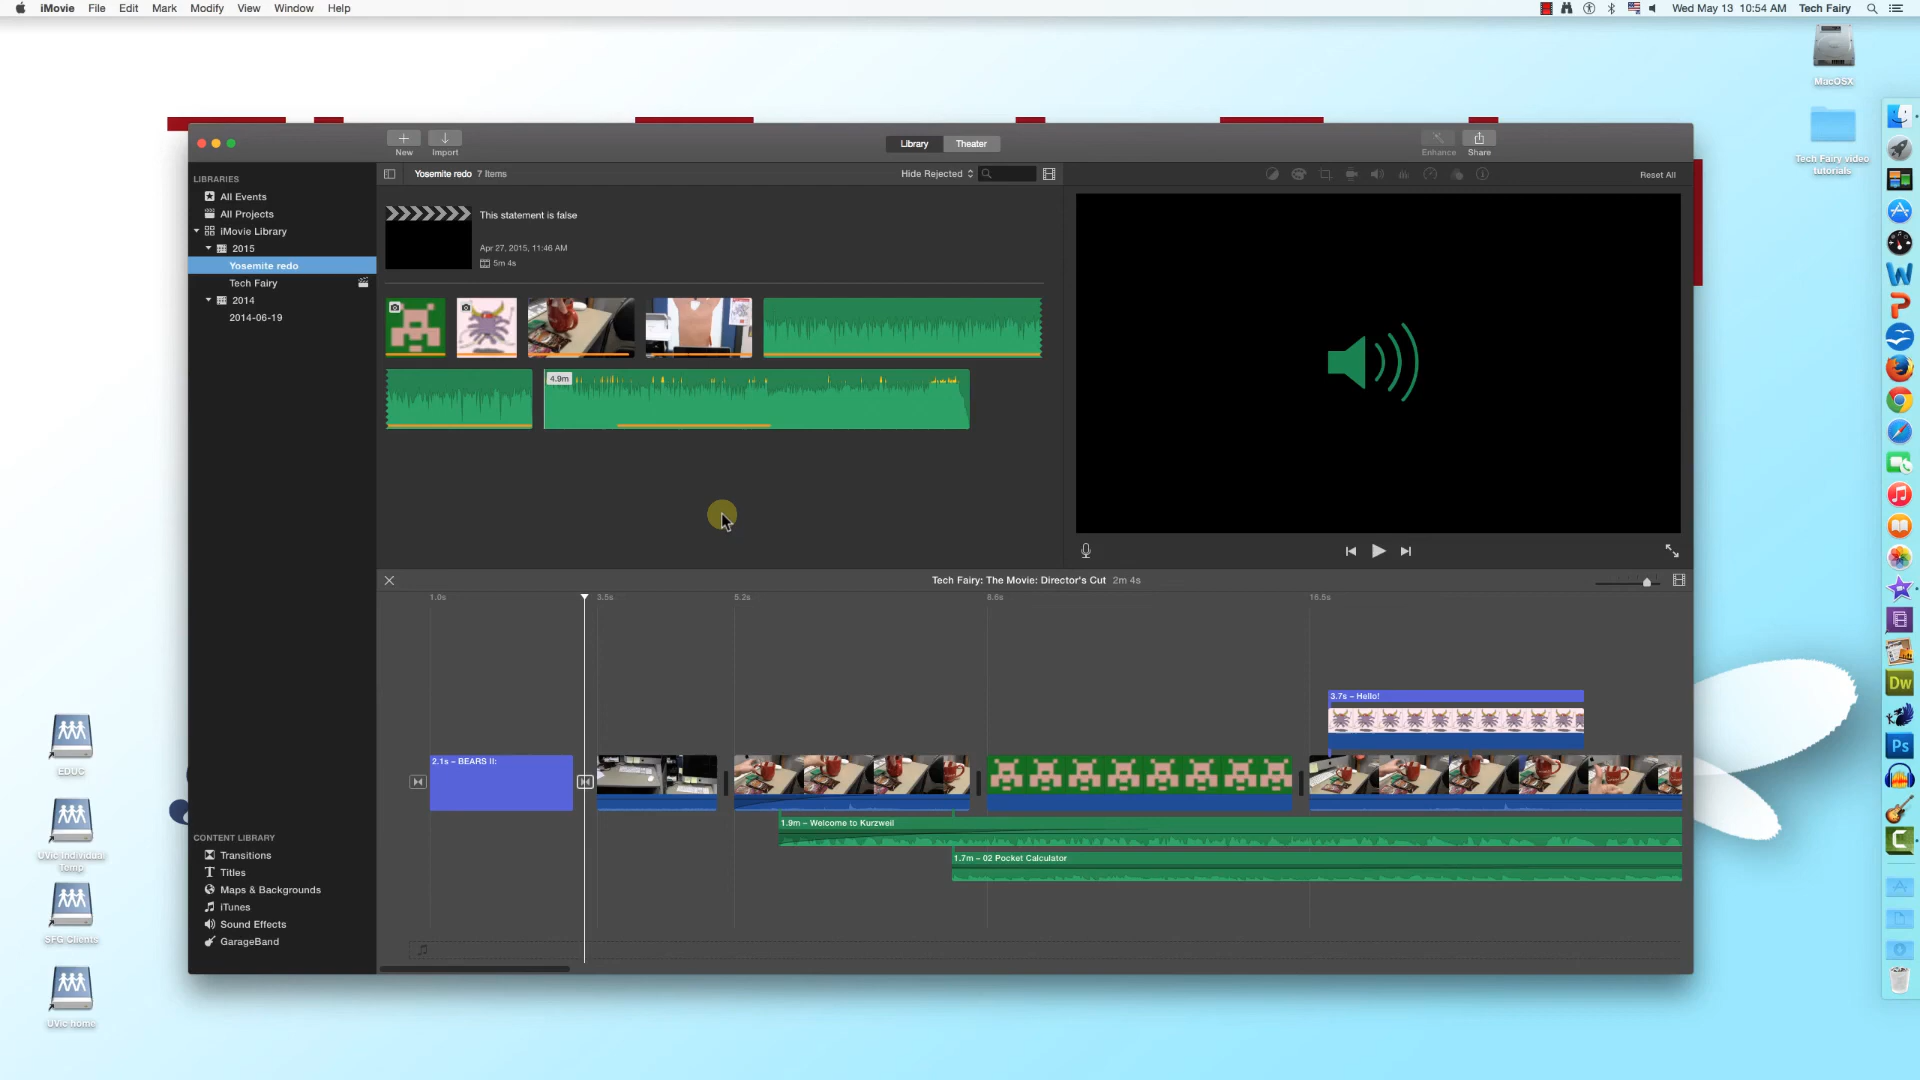 iMovie File Edit Mark Modify View Window Help
Wed May 13 10:54 AM Tech Fairy
MacOSX
Tech Fairy video
tutorials
New Import
Library Theater
Enhance Share
LIBRARIES
All Events
All Projects
iMovie Library
2015
Yosemite redo
Tech Fairy
2014
2014-06-19
Yosemite redo 7 Items
Hide Rejected
Reset All
This statement is false
Apr 27, 2015, 11:46 AM
5m 4s
4.9m
Tech Fairy: The Movie: Director's Cut 2m 4s
1.0s 3.5s 5.2s 8.6s 16.5s
3.7s – Hello!
2.1s – BEARS II:
1.9m – Welcome to Kurzweil
1.7m – 02 Pocket Calculator
CONTENT LIBRARY
Transitions
Titles
Maps & Backgrounds
iTunes
Sound Effects
GarageBand
EDUC
UVic Individual
Temp
SFG Clients
UVic home
Dw
Ps